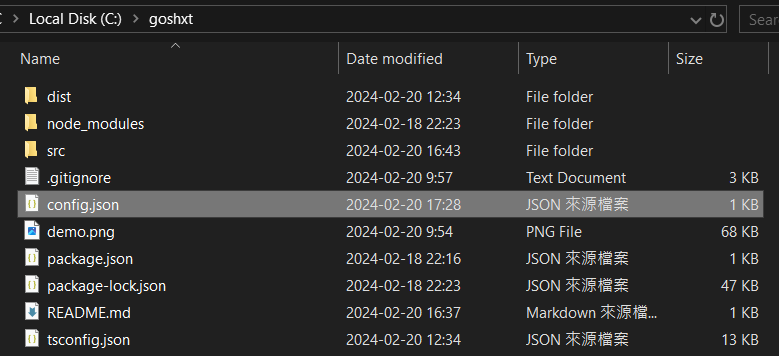 Local Disk (C:) > goshxt Sear
Name Date modified Type Size
dist 2024-02-20 12:34 File folder
node_modules 2024-02-18 22:23 File folder
src 2024-02-20 16:43 File folder
.gitignore 2024-02-20 9:57 Text Document 3 KB
config.json 2024-02-20 17:28 JSON 來源檔案 1 KB
demo.png 2024-02-20 9:54 PNG File 68 KB
package.json 2024-02-18 22:16 JSON 來源檔案 1 KB
package-lock.json 2024-02-18 22:23 JSON 來源檔案 47 KB
README.md 2024-02-20 16:37 Markdown 來源檔... 1 KB
tsconfig.json 2024-02-20 12:34 JSON 來源檔案 13 KB